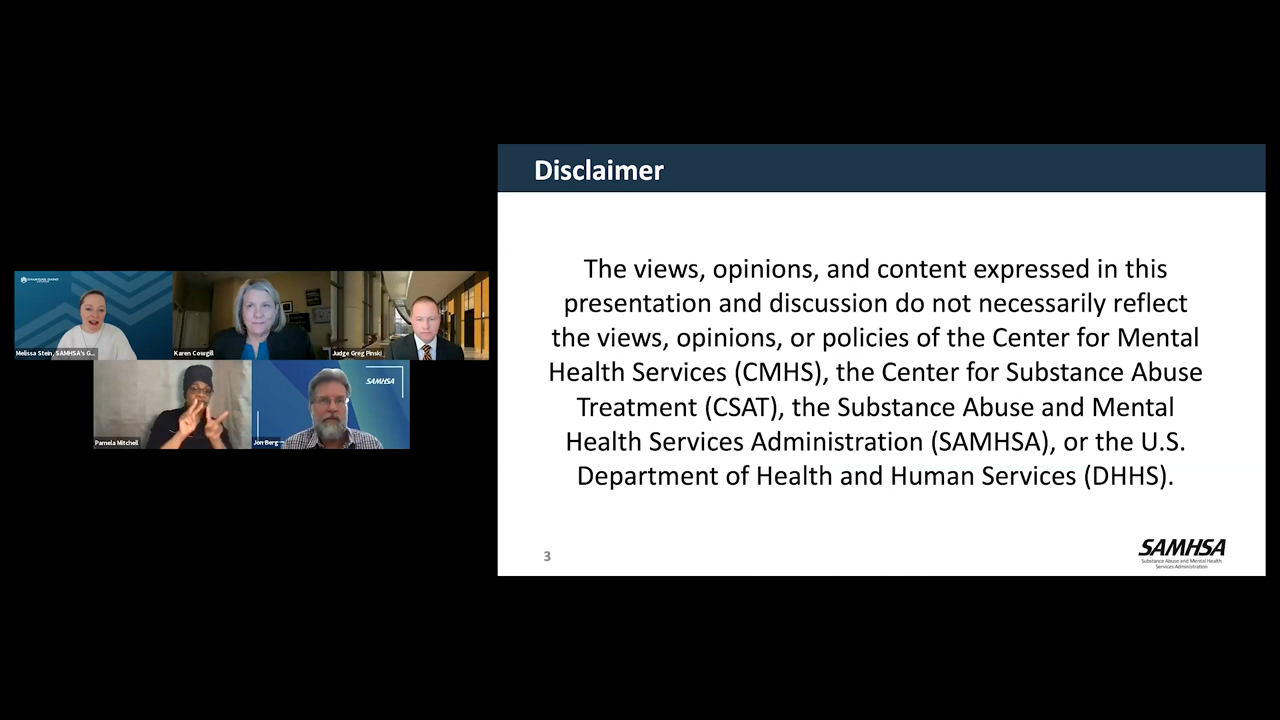 Disclaimer
The views, opinions, and content expressed in this
presentation and discussion do not necessarily reflect
the views, opinions, or policies of the Center for Mental
Health Services (CMHS), the Center for Substance Abuse
Treatment (CSAT), the Substance Abuse and Mental
Health Services Administration (SAMHSA), or the U.S.
Department of Health and Human Services (DHHS).
3
SAMHSA
Substance Abuse and Mental Health
Services Administration
Melissa Stein, SAMHSA's G...
Karen Cowgill
Judge Greg Pinski
Pamela Mitchell
SAMHSA
Jon Berg